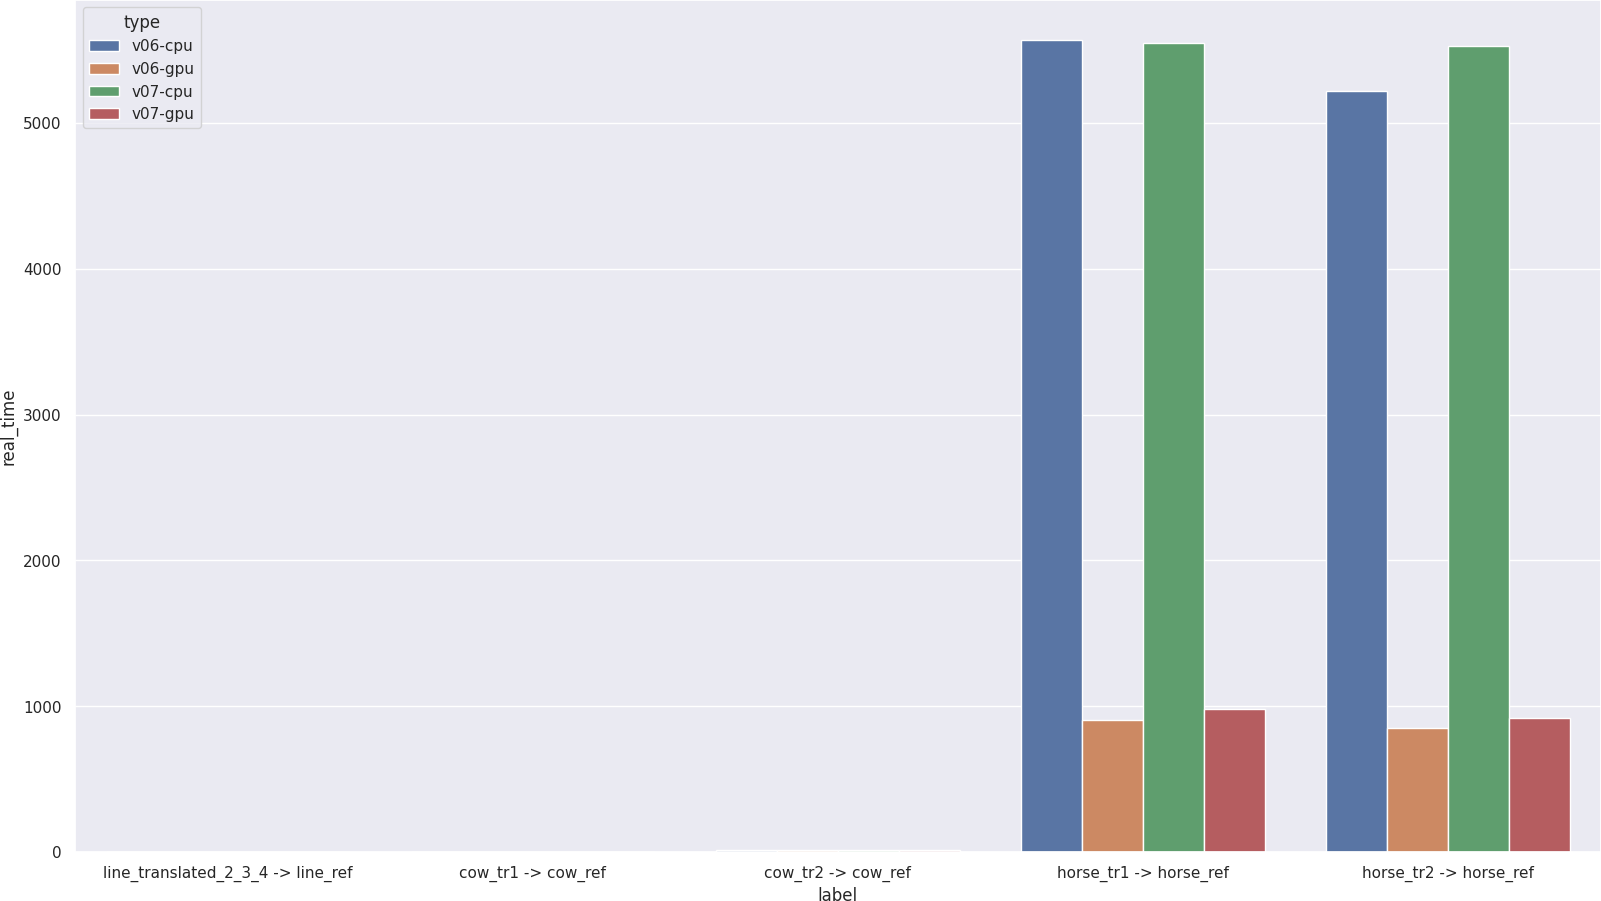 type
v06-cpu
v06-gpu
v07-cpu
v07-gpu
real_time
5000
4000
3000
2000
1000
0
line_translated_2_3_4 -> line_ref
cow_tr1 -> cow_ref
cow_tr2 -> cow_ref
horse_tr1 -> horse_ref
horse_tr2 -> horse_ref
label